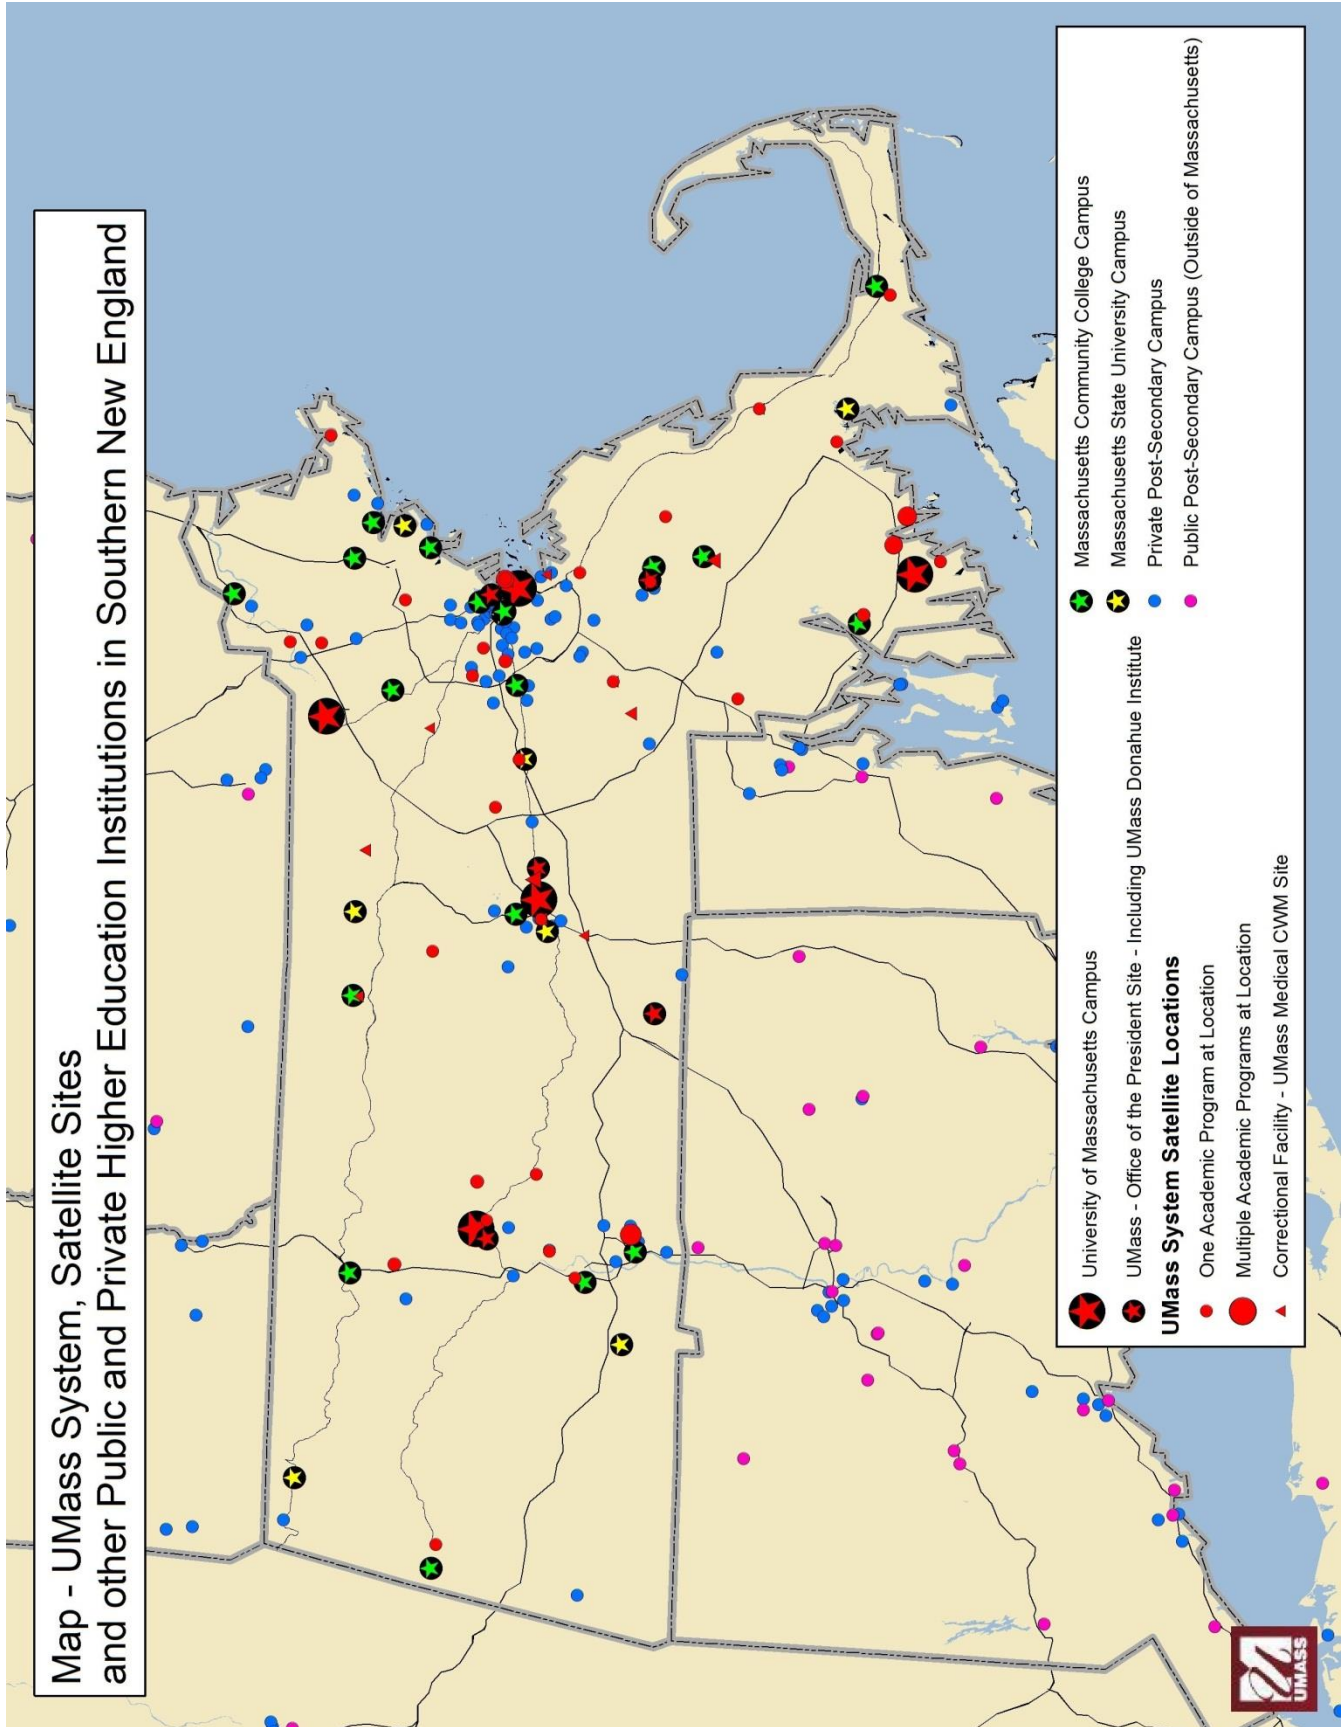 Map - UMass System, Satellite Sites
and other Public and Private Higher Education Institutions in Southern New England
University of Massachusetts Campus
UMass - Office of the President Site - Including UMass Donahue Institute
UMass System Satellite Locations
One Academic Program at Location
Multiple Academic Programs at Location
Correctional Facility - UMass Medical CWM Site
Massachusetts Community College Campus
Massachusetts State University Campus
Private Post-Secondary Campus
Public Post-Secondary Campus (Outside of Massachusetts)
UMASS